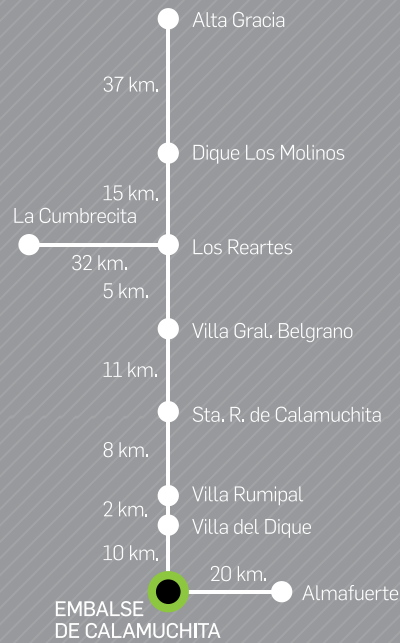 Alta Gracia
37 km.
Dique Los Molinos
15 km.
La Cumbrecita
Los Reartes
32 km.
5 km.
Villa Gral. Belgrano
11 km.
Sta. R. de Calamuchita
8 km.
Villa Rumipal
2 km.
Villa del Dique
10 km.
20 km.
Almafuerte
EMBALSE
DE CALAMUCHITA